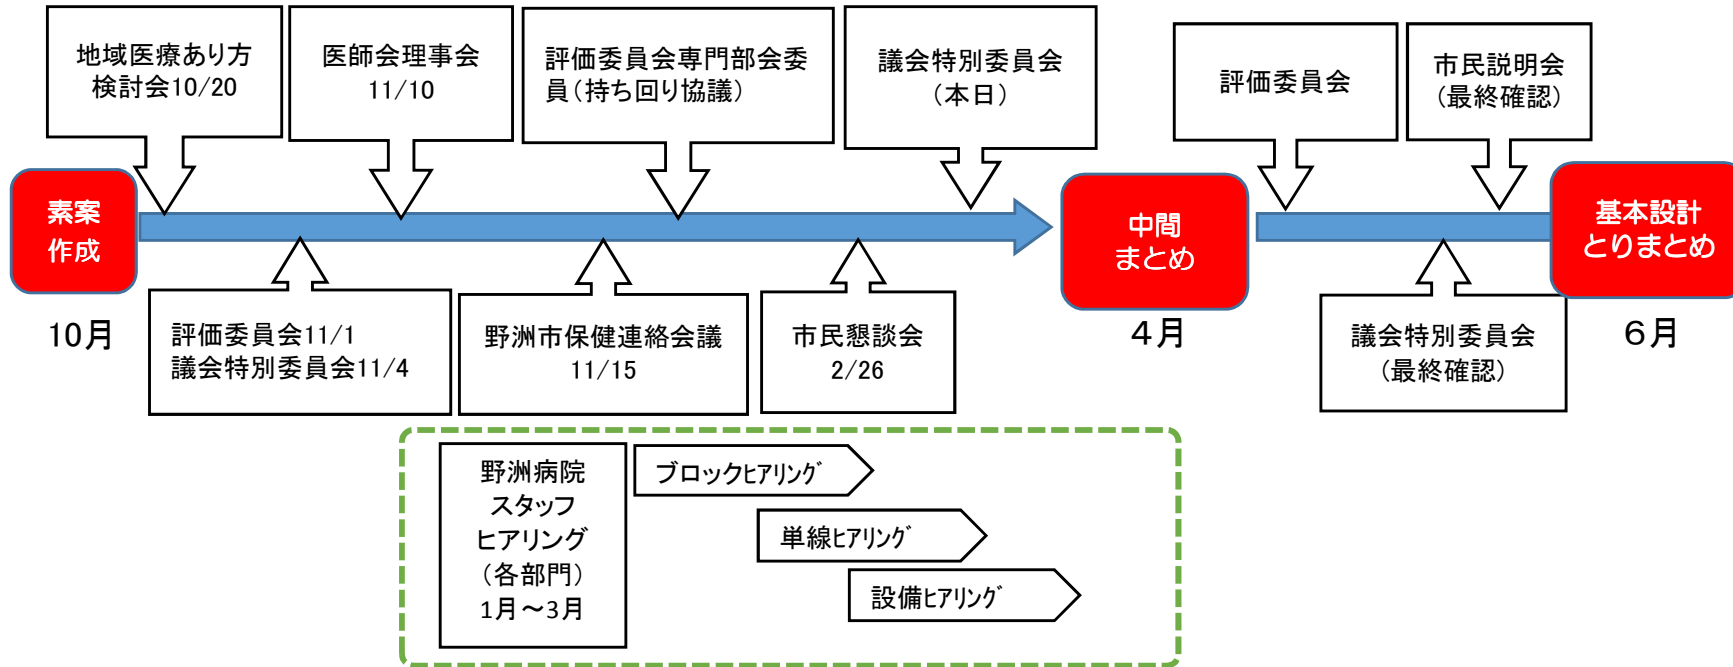 地域医療あり方
検討会10/20
医師会理事会
11/10
評価委員会専門部会委
員(持ち回り協議)
議会特別委員会
(本日)
評価委員会
市民説明会
(最終確認)
素案
作成
10月
中間
まとめ
4月
基本設計
とりまとめ
6月
評価委員会11/1
議会特別委員会11/4
野洲市保健連絡会議
11/15
市民懇談会
2/26
議会特別委員会
(最終確認)
野洲病院
スタッフ
ヒアリング
(各部門)
1月~3月
ブロックﾋｱﾘﾝｸﾞ
単線ﾋｱﾘﾝｸﾞ
設備ﾋｱﾘﾝｸﾞ